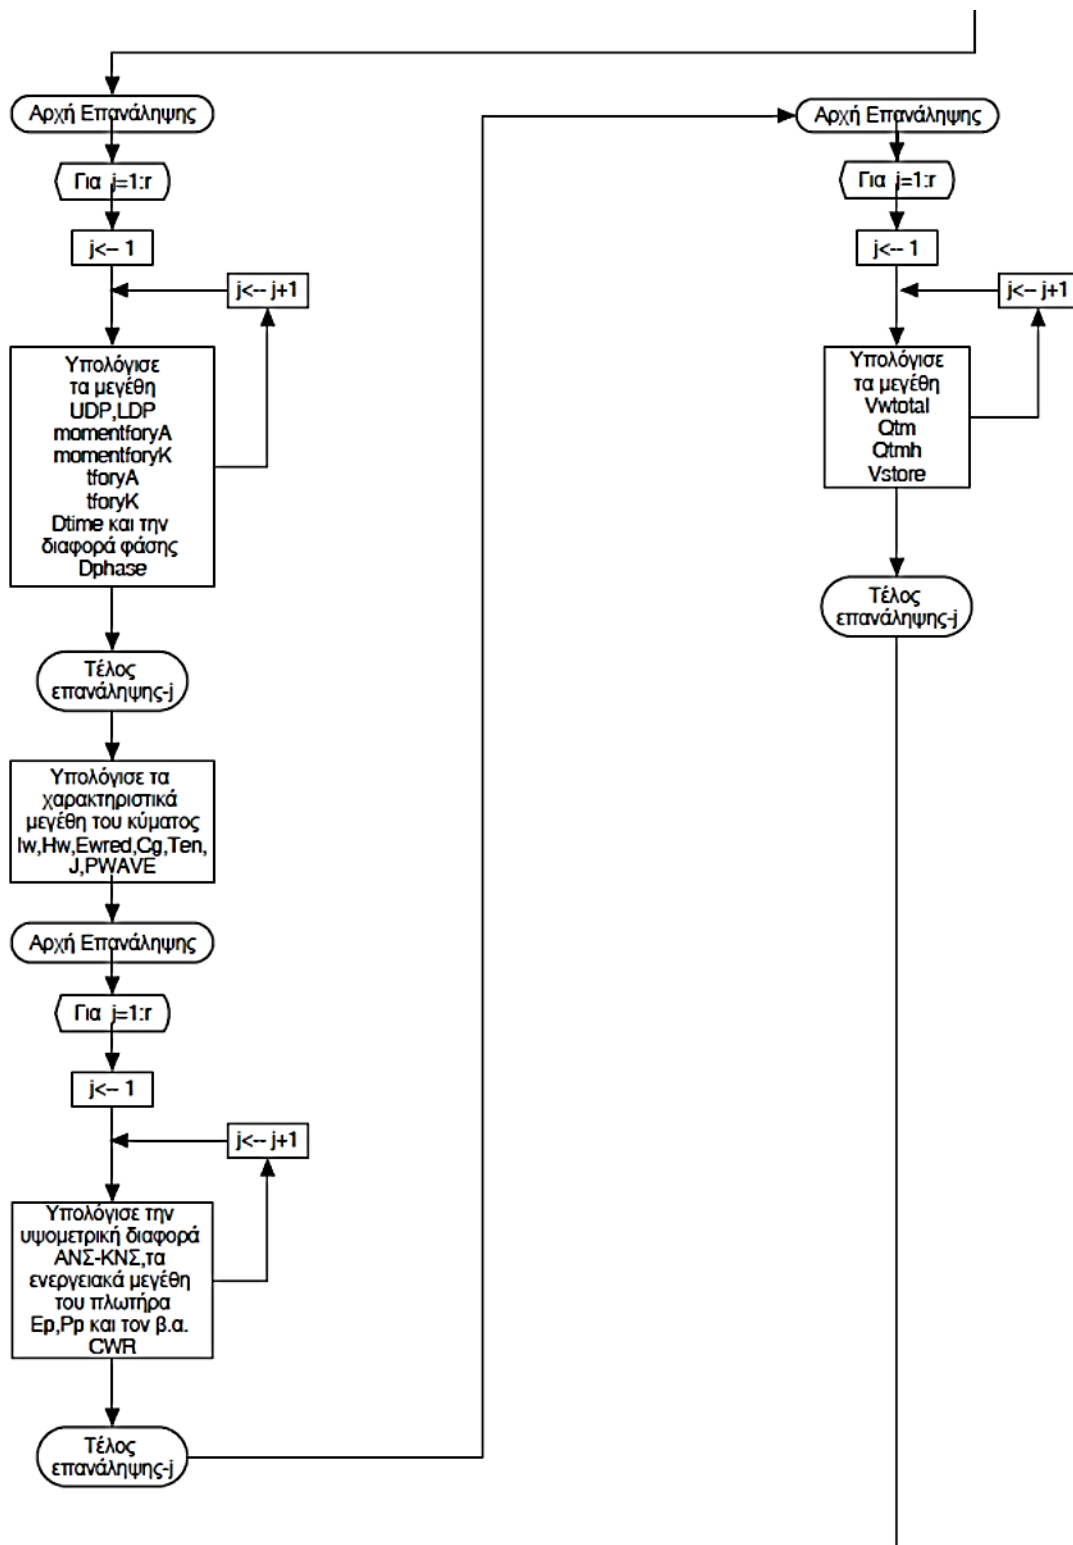 Αρχή Επανάληψης
Για j=1:r
j<-- 1
j<-- j+1
Υπολόγισε
τα μεγέθη
UDP,LDP
momentforyA
momentforyK
tforyA
tforyK
Dtime και την
διαφορά φάσης
Dphase
Τέλος
επανάληψης-j
Υπολόγισε τα
χαρακτηριστικά
μεγέθη του κύματος
lw,Hw,Ewred,Cg,Ten,
J,PWAVE
Αρχή Επανάληψης
Για j=1:r
j<-- 1
j<-- j+1
Υπολόγισε την
υψομετρική διαφορά
ΑΝΣ-ΚΝΣ,τα
ενεργειακά μεγέθη
του πλωτήρα
Ep,Pp και τον β.α.
CWR
Τέλος
επανάληψης-j
Αρχή Επανάληψης
Για j=1:r
j<-- 1
j<-- j+1
Υπολόγισε
τα μεγέθη
Vwtotal
Qtm
Qtmh
Vstore
Τέλος
επανάληψης-j